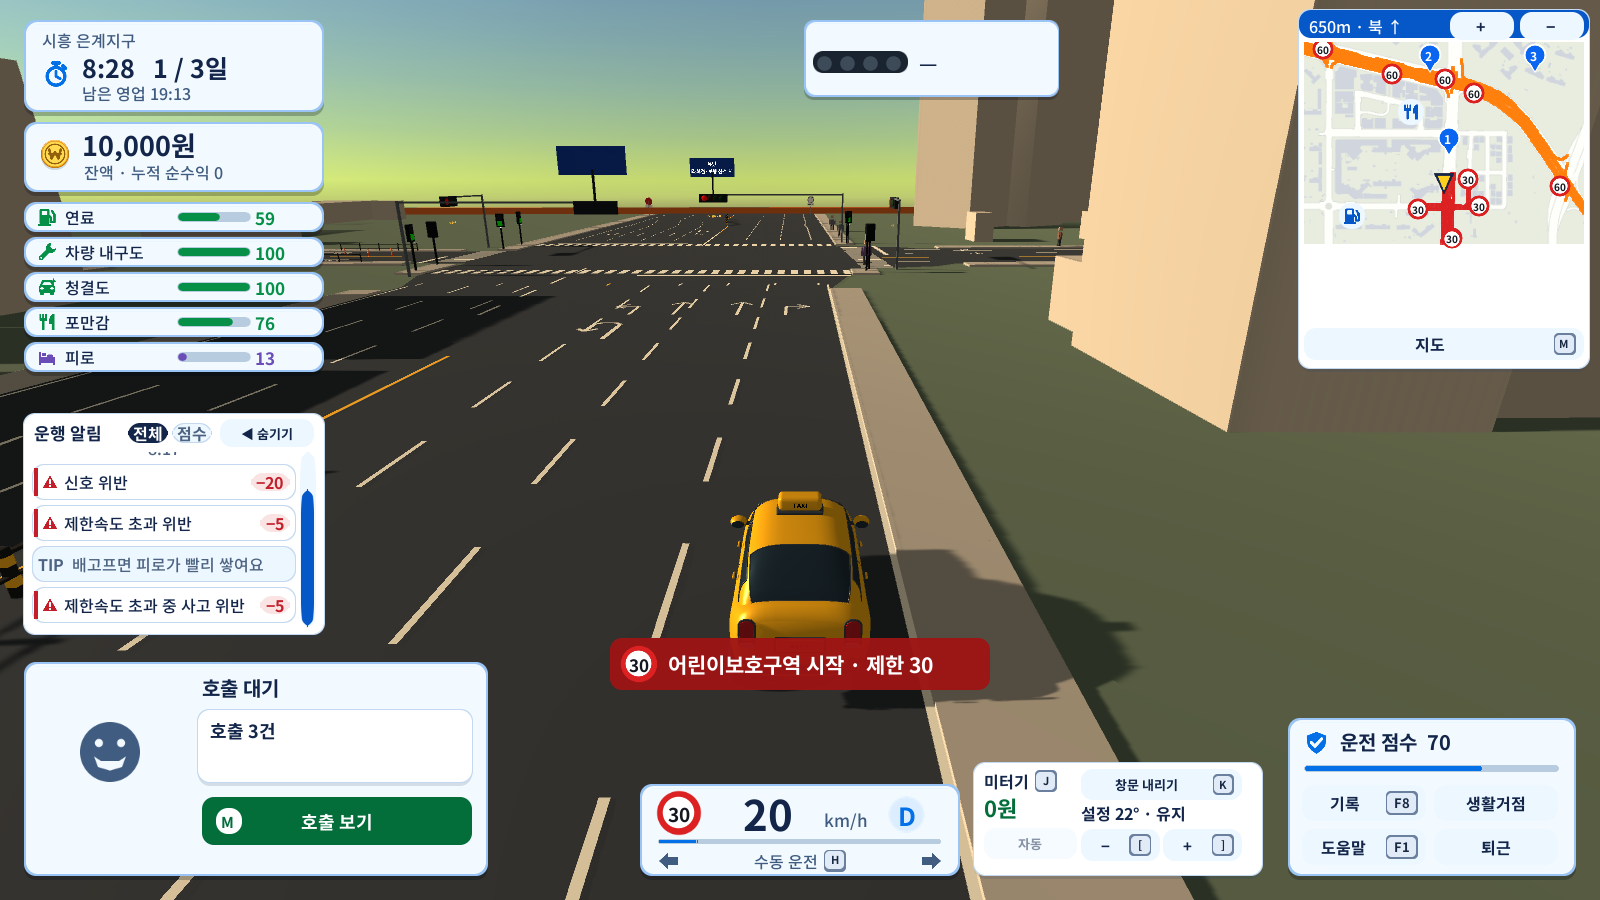 시흥 은계지구
8:28 1 / 3일
남은 영업 19:13
10,000원
잔액 · 누적 순수익 0
연료 59
차량 내구도 100
청결도 100
포만감 76
피로 13
운행 알림 전체 점수 ◀ 숨기기
신호 위반 −20
제한속도 초과 위반 −5
TIP 배고프면 피로가 빨리 쌓여요
제한속도 초과 중 사고 위반 −5
호출 대기
호출 3건
M 호출 보기
—
TAXI
30 어린이보호구역 시작 · 제한 30
30 20 km/h D
수동 운전 H
미터기 J
0원
자동
창문 내리기 K
설정 22° · 유지
− [ + ]
650m · 북 ↑ + −
60 2 3
60 60 60
1
30 60
30 30
30
지도 M
운전 점수 70
기록 F8 생활거점
도움말 F1 퇴근